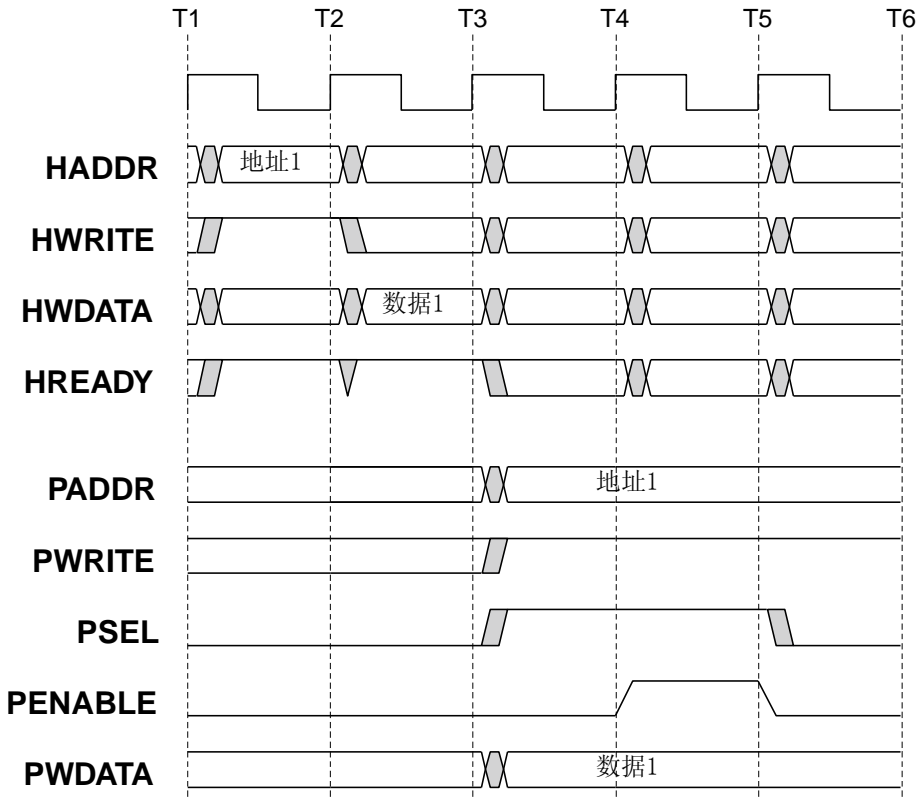 T1 T2 T3 T4 T5 T6
HADDR 地址1
HWRITE
HWDATA 数据1
HREADY
PADDR 地址1
PWRITE
PSEL
PENABLE
PWDATA 数据1